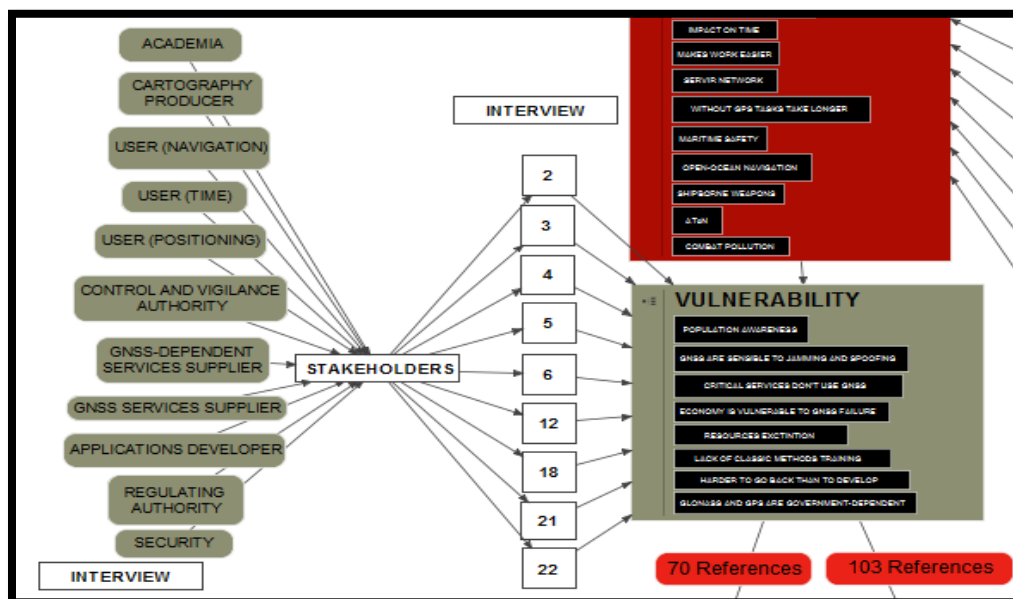 ACADEMIA
CARTOGRAPHY
PRODUCER
USER (NAVIGATION)
USER (TIME)
USER (POSITIONING)
CONTROL AND VIGILANCE
AUTHORITY
GNSS-DEPENDENT
SERVICES SUPPLIER
GNSS SERVICES SUPPLIER
APPLICATIONS DEVELOPER
REGULATING
AUTHORITY
SECURITY
INTERVIEW
STAKEHOLDERS
INTERVIEW
2
3
4
5
6
12
18
21
22
IMPACT ON TIME
MAKES WORK EASIER
SERVIR NETWORK
WITHOUT GPS TASKS TAKE LONGER
MARITIME SAFETY
OPEN-OCEAN NAVIGATION
SHIPBORNE WEAPONS
AToN
COMBAT POLLUTION
VULNERABILITY
POPULATION AWARENESS
GNSS ARE SENSIBLE TO JAMMING AND SPOOFING
CRITICAL SERVICES DON'T USE GNSS
ECONOMY IS VULNERABLE TO GNSS FAILURE
RESOURCES EXCTINTION
LACK OF CLASSIC METHODS TRAINING
HARDER TO GO BACK THAN TO DEVELOP
GLONASS AND GPS ARE GOVERNMENT-DEPENDENT
70 References
103 References